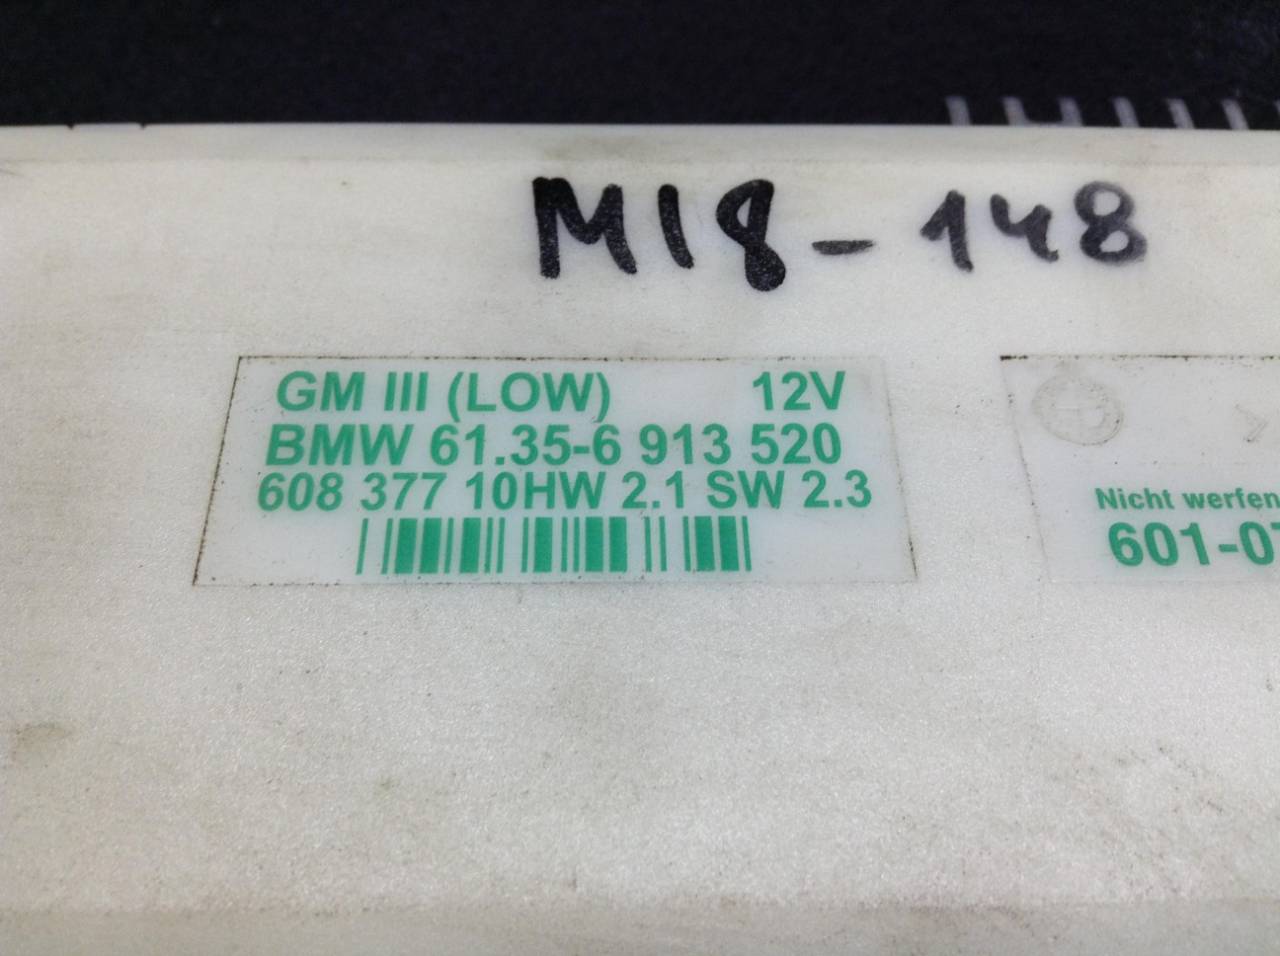 M18-148
GM III (LOW) 12V
BMW 61.35-6 913 520
608 377 10HW 2.1 SW 2.3
Nicht werfen
601-07